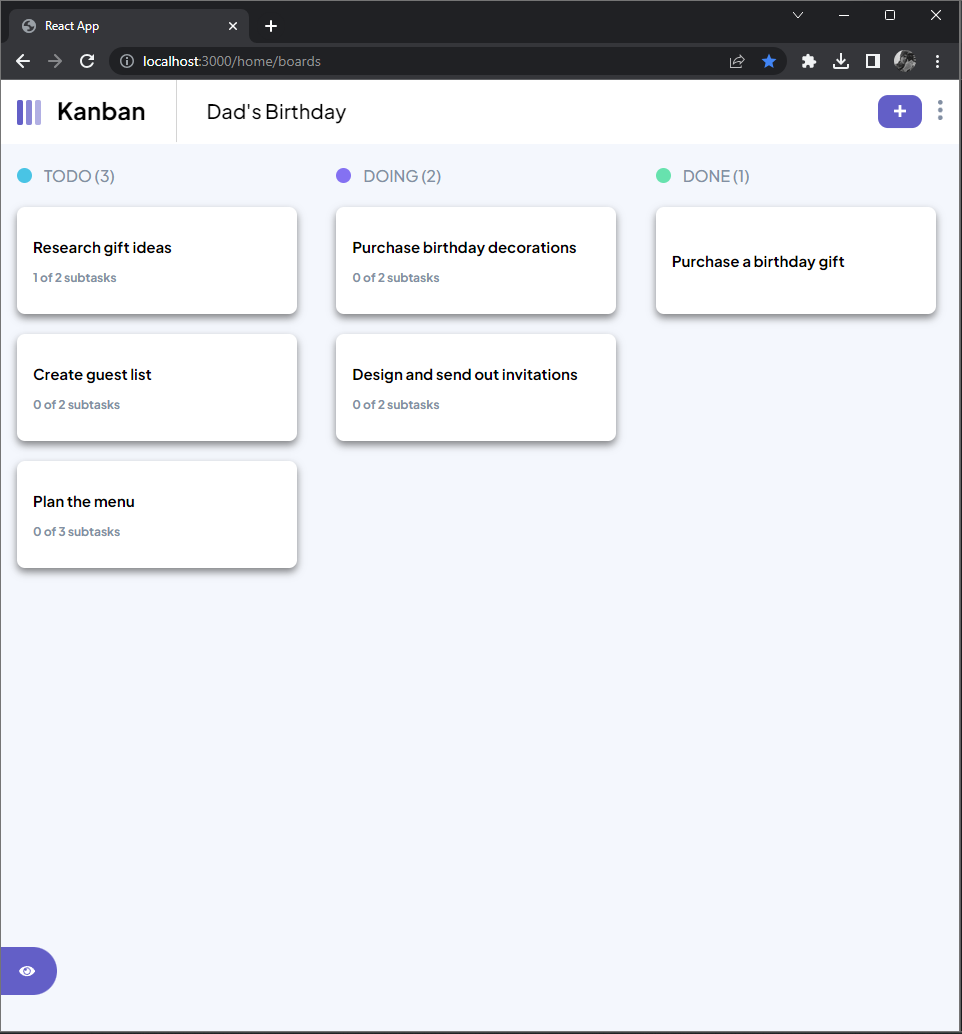 React App
localhost:3000/home/boards
Kanban
Dad's Birthday
TODO (3)
Research gift ideas
1 of 2 subtasks
Create guest list
0 of 2 subtasks
Plan the menu
0 of 3 subtasks
DOING (2)
Purchase birthday decorations
0 of 2 subtasks
Design and send out invitations
0 of 2 subtasks
DONE (1)
Purchase a birthday gift